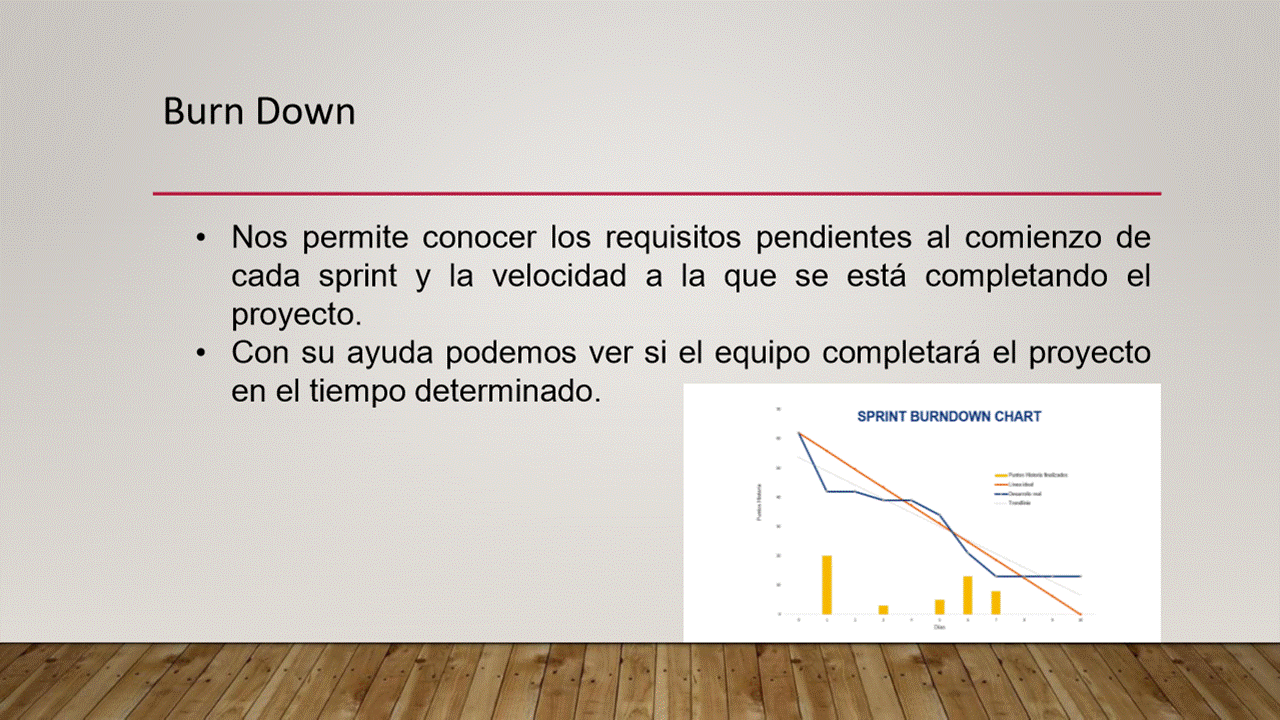 Burn Down
• Nos permite conocer los requisitos pendientes al comienzo de
cada sprint y la velocidad a la que se está completando el
proyecto.
• Con su ayuda podemos ver si el equipo completará el proyecto
en el tiempo determinado.
SPRINT BURNDOWN CHART
Puntos Historia finalizados
Línea ideal
Desarrollo real
Trendlinie
Puntos Historia
0 1 2 3 4 5 6 7 8 9 10
Días